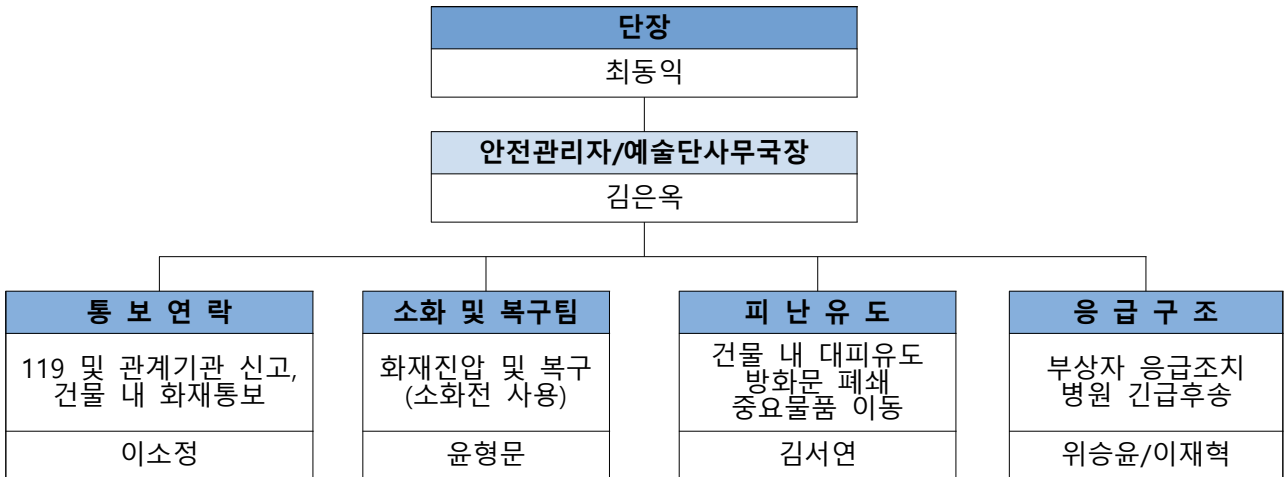 단장
최동익
안전관리자/예술단사무국장
김은옥
통 보 연 락
119 및 관계기관 신고,
건물 내 화재통보
이소정
소화 및 복구팀
화재진압 및 복구
(소화전 사용)
윤형문
피 난 유 도
건물 내 대피유도
방화문 폐쇄
중요물품 이동
김서연
응 급 구 조
부상자 응급조치
병원 긴급후송
위승윤/이재혁